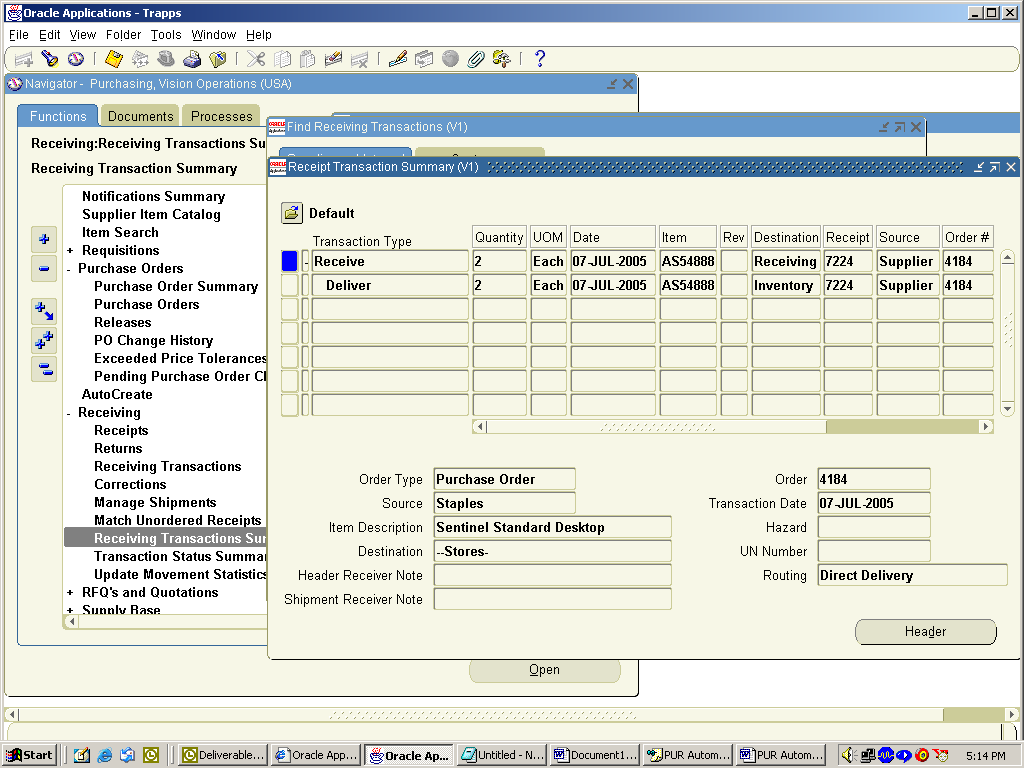 Oracle Applications - Trapps
File Edit View Folder Tools Window Help
Navigator - Purchasing, Vision Operations (USA)
Functions Documents Processes
Receiving:Receiving Transactions Su
Receiving Transaction Summary
Notifications Summary
Supplier Item Catalog
Item Search
+ Requisitions
- Purchase Orders
Purchase Order Summary
Purchase Orders
Releases
PO Change History
Exceeded Price Tolerances
Pending Purchase Order Cl
AutoCreate
- Receiving
Receipts
Returns
Receiving Transactions
Corrections
Manage Shipments
Match Unordered Receipts
Receiving Transactions Sur
Transaction Status Summar
Update Movement Statistics
+ RFQ's and Quotations
+ Supply Base
Open
Find Receiving Transactions (V1)
Receipt Transaction Summary (V1)
Default
Transaction Type Quantity UOM Date Item Rev Destination Receipt Source Order #
- Receive 2 Each 07-JUL-2005 AS54888 Receiving 7224 Supplier 4184
Deliver 2 Each 07-JUL-2005 AS54888 Inventory 7224 Supplier 4184
Order Type Purchase Order Order 4184
Source Staples Transaction Date 07-JUL-2005
Item Description Sentinel Standard Desktop Hazard
Destination --Stores- UN Number
Header Receiver Note Routing Direct Delivery
Shipment Receiver Note
Header
Start Deliverable... Oracle App... Oracle Ap... Untitled - N... Document1... PUR Autom... PUR Autom... 5:14 PM